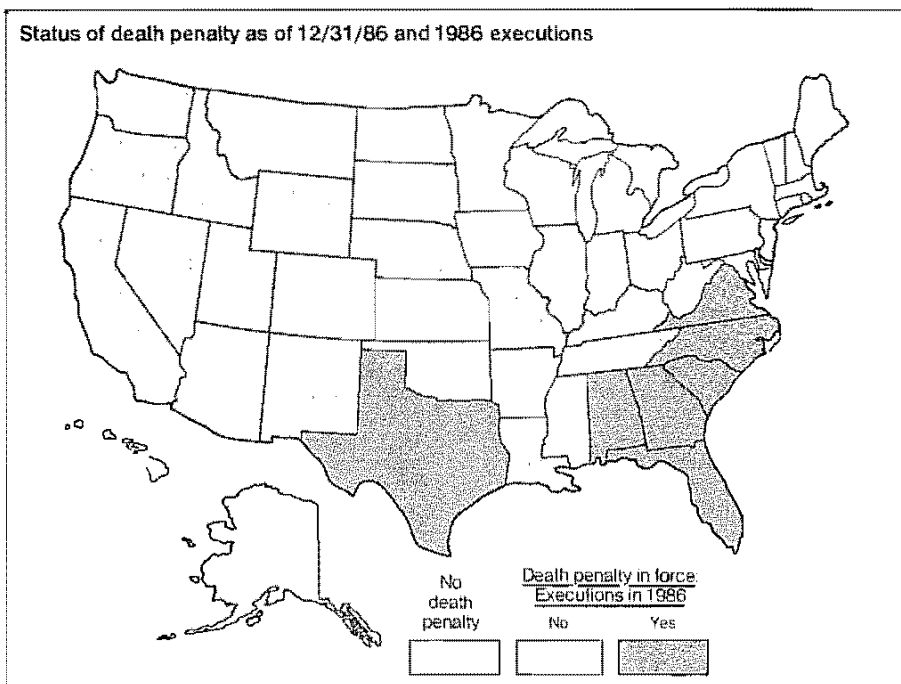 Status of death penalty as of 12/31/86 and 1986 executions
No
death
penalty
Death penalty in force:
Executions in 1986
No
Yes